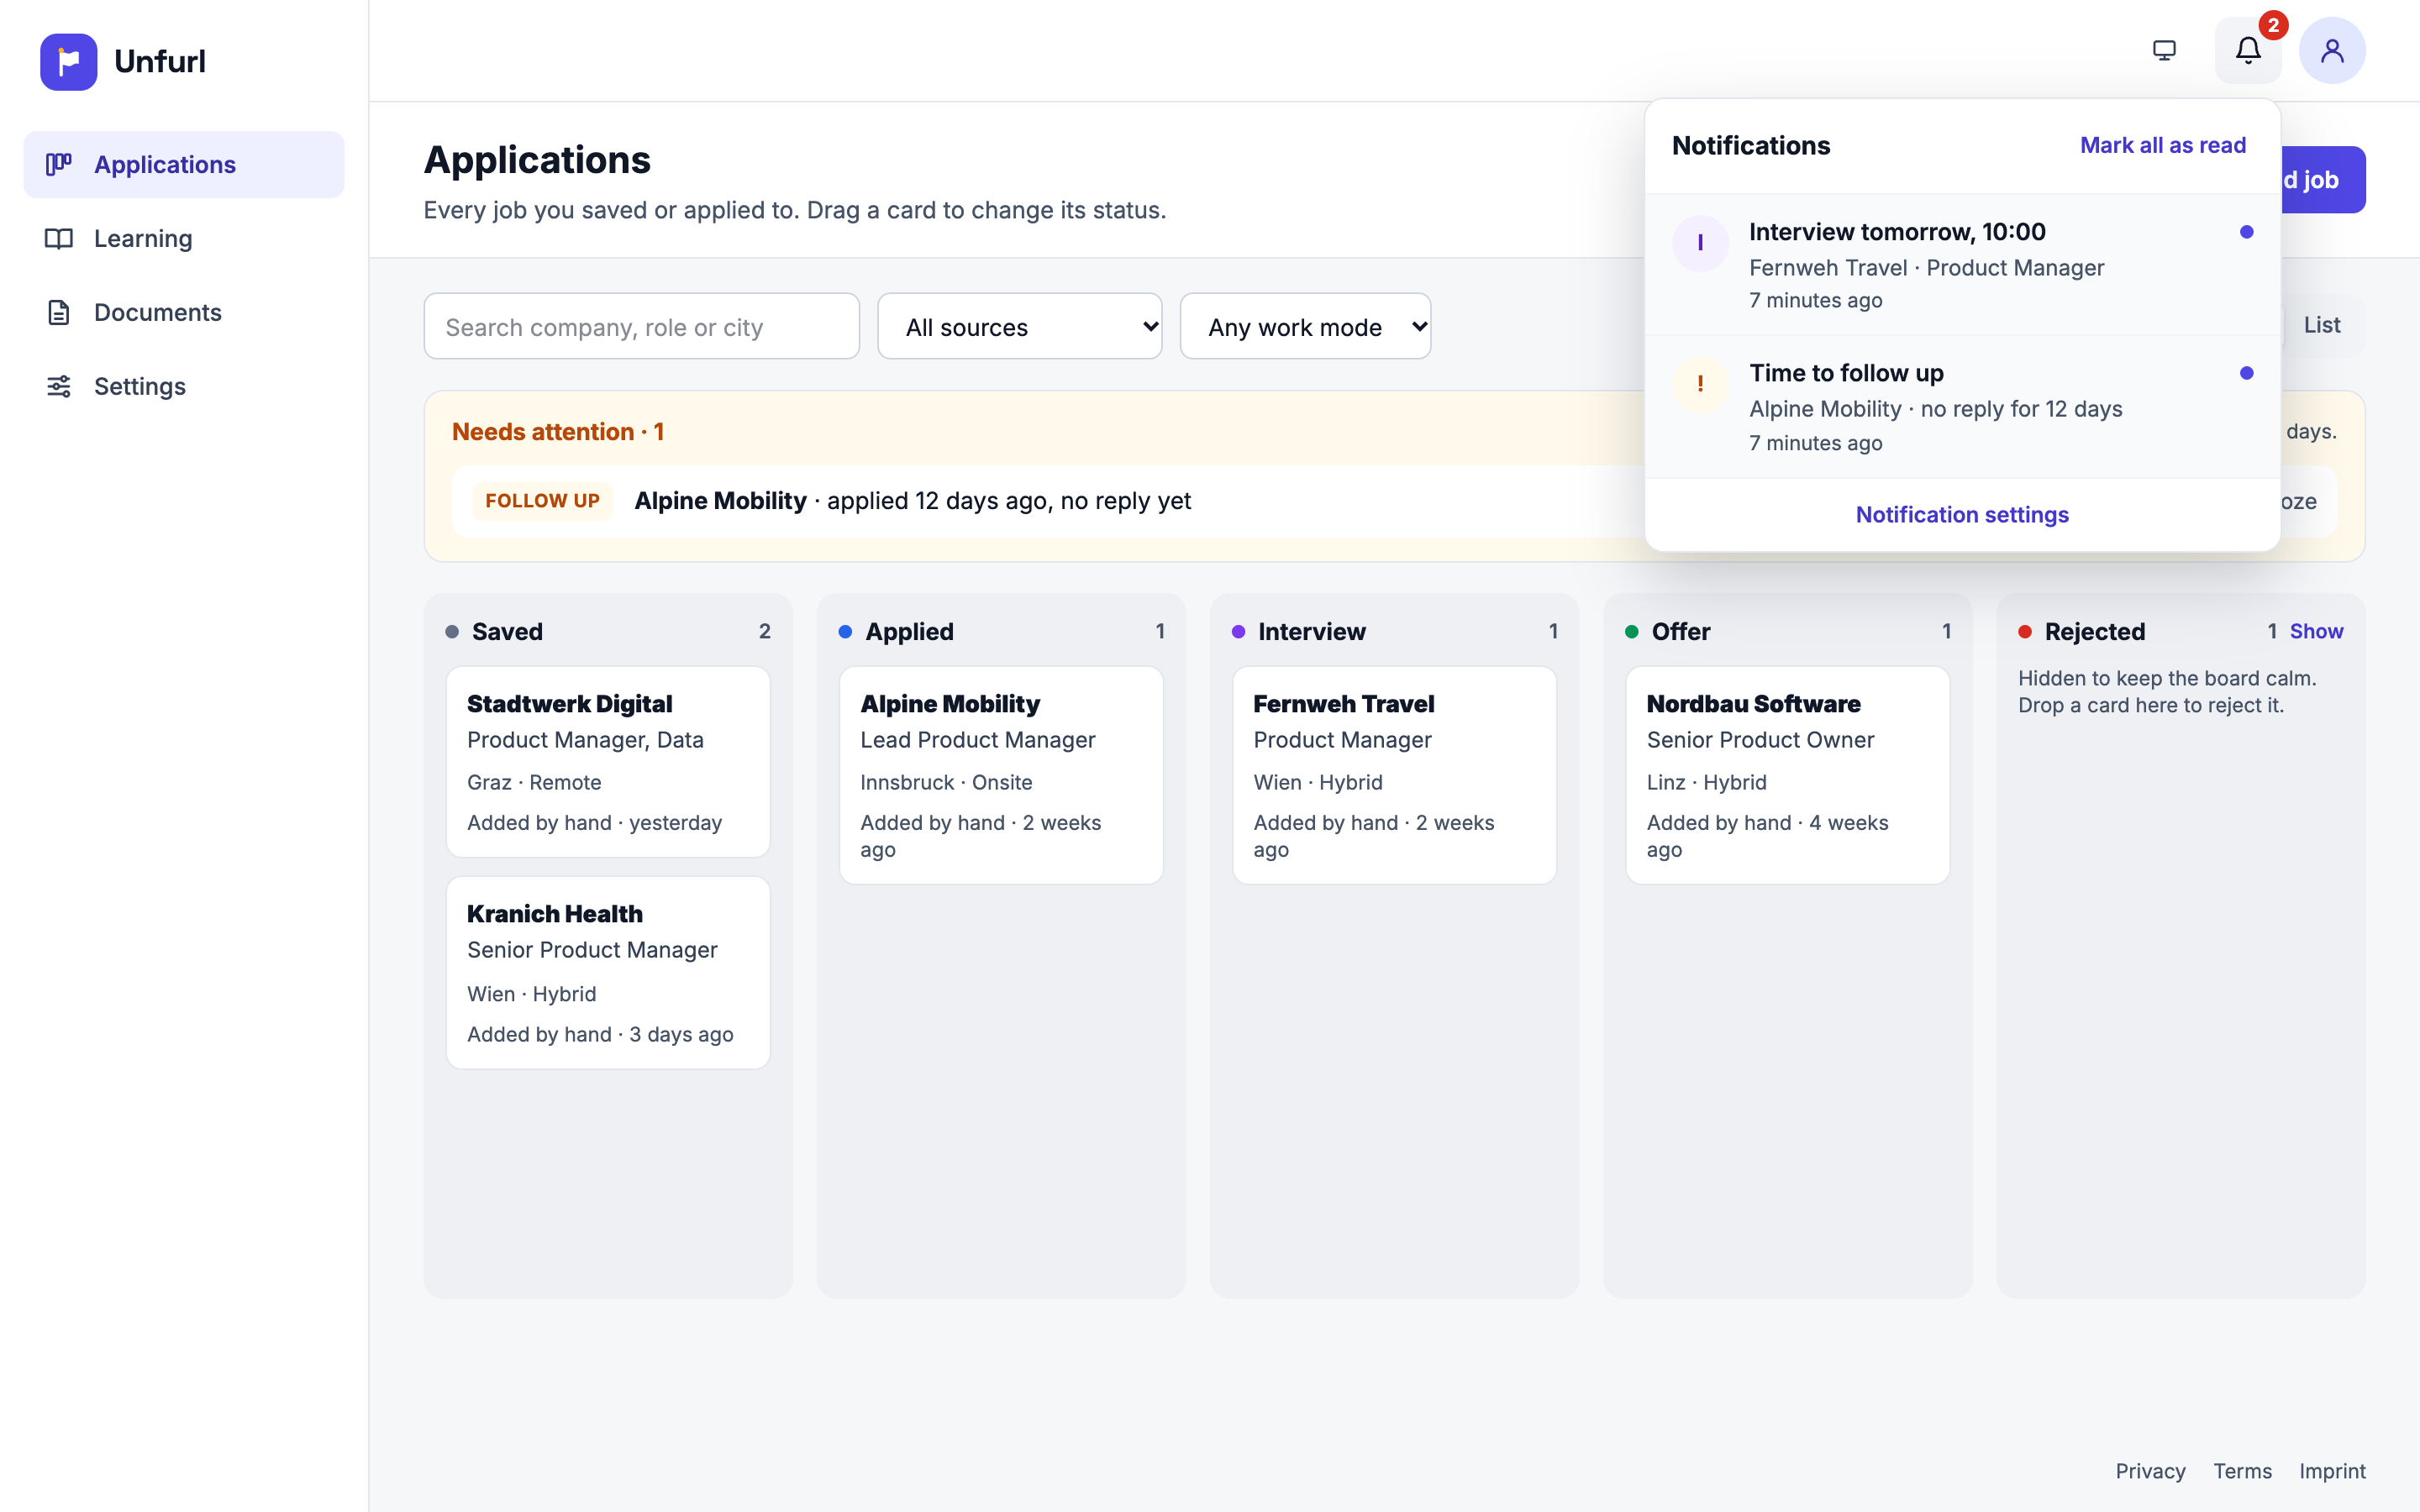 Unfurl
2
Applications
Learning
Documents
Settings
Applications
Every job you saved or applied to. Drag a card to change its status.
job
Notifications
Mark all as read
I
Interview tomorrow, 10:00
Fernweh Travel · Product Manager
7 minutes ago
!
Time to follow up
Alpine Mobility · no reply for 12 days
7 minutes ago
Notification settings
Search company, role or city
All sources
Any work mode
List
Needs attention · 1
days.
FOLLOW UP
Alpine Mobility · applied 12 days ago, no reply yet
Saved
2
Stadtwerk Digital
Product Manager, Data
Graz · Remote
Added by hand · yesterday
Kranich Health
Senior Product Manager
Wien · Hybrid
Added by hand · 3 days ago
Applied
1
Alpine Mobility
Lead Product Manager
Innsbruck · Onsite
Added by hand · 2 weeks
ago
Interview
1
Fernweh Travel
Product Manager
Wien · Hybrid
Added by hand · 2 weeks
ago
Offer
1
Nordbau Software
Senior Product Owner
Linz · Hybrid
Added by hand · 4 weeks
ago
Rejected
1 Show
Hidden to keep the board calm.
Drop a card here to reject it.
Privacy Terms Imprint